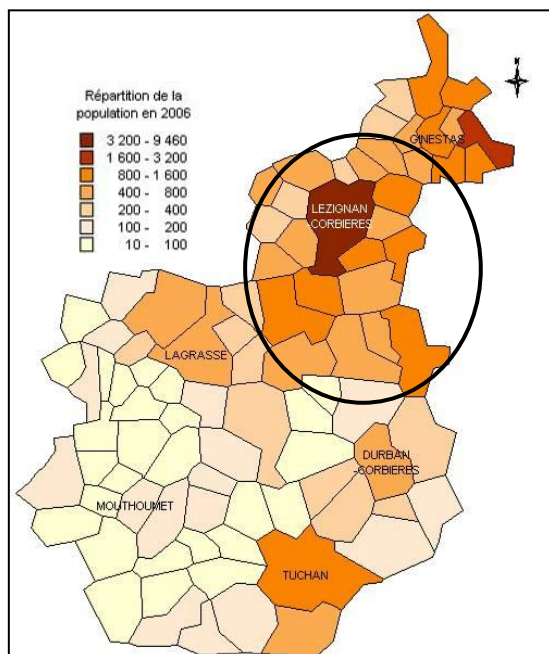 Répartition de la
population en 2006
3 200 - 9 460
1 600 - 3 200
800 - 1 600
400 - 800
200 - 400
100 - 200
10 - 100
N
GINESTAS
LEZIGNAN
-CORBIERES
LAGRASSE
DURBAN
-CORBIERES
MOUTHOUMET
TUCHAN